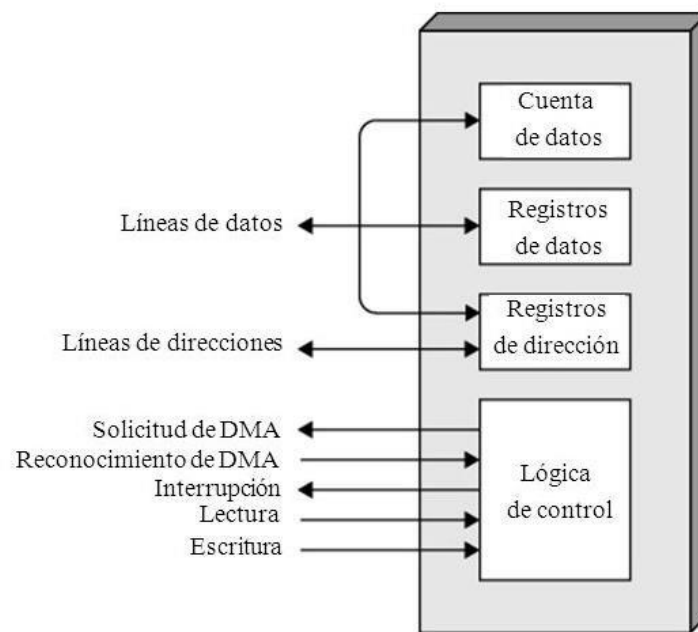 Cuenta
de datos
Líneas de datos
Registros
de datos
Registros
de dirección
Líneas de direcciones
Solicitud de DMA
Reconocimiento de DMA
Interrupción
Lectura
Escritura
Lógica
de control